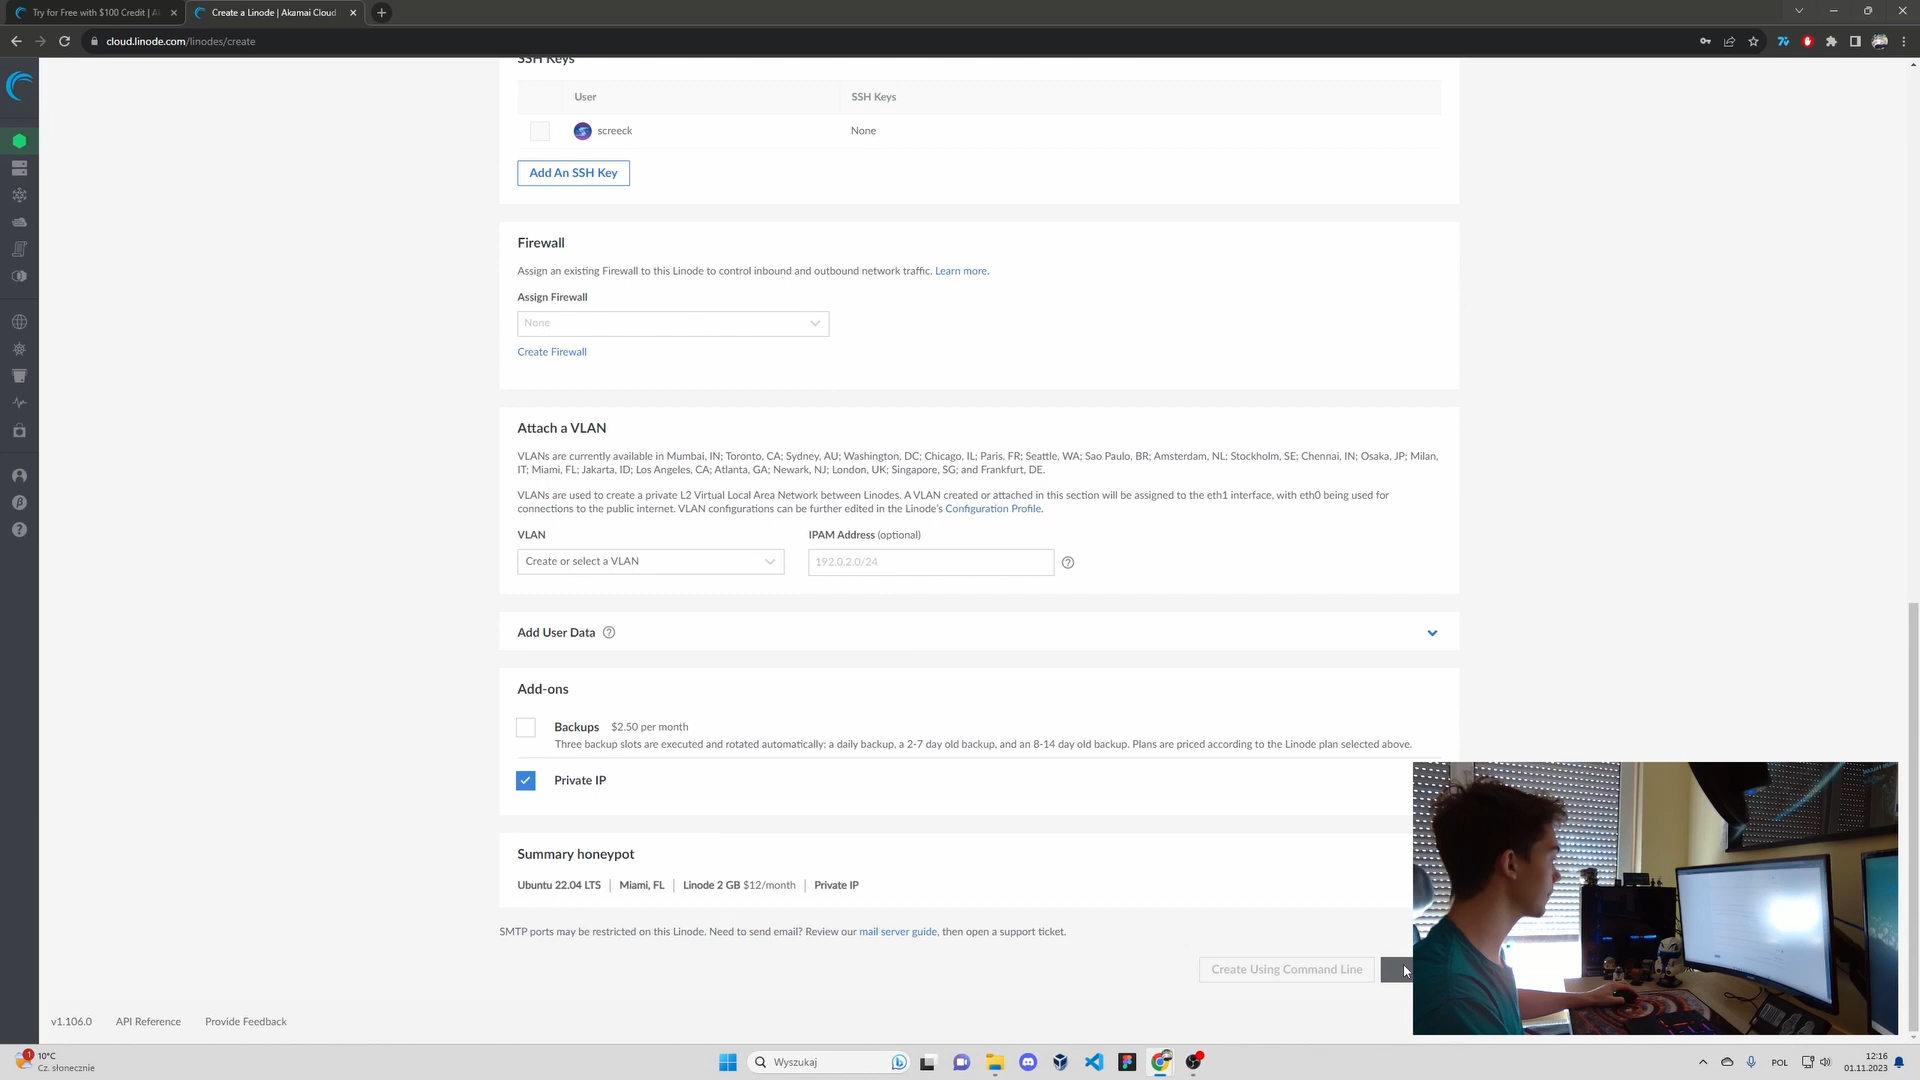 Try for Free with $100 Credit | A
Create a Linode | Akamai Cloud
cloud.linode.com/linodes/create
SSH Keys
User
SSH Keys
screeck
None
Add An SSH Key
Firewall
Assign an existing Firewall to this Linode to control inbound and outbound network traffic. Learn more.
Assign Firewall
None
Create Firewall
Attach a VLAN
VLANs are currently available in Mumbai, IN; Toronto, CA; Sydney, AU; Washington, DC; Chicago, IL; Paris, FR; Seattle, WA; Sao Paulo, BR; Amsterdam, NL; Stockholm, SE; Chennai, IN; Osaka, JP; Milan,
IT; Miami, FL; Jakarta, ID; Los Angeles, CA; Atlanta, GA; Newark, NJ; London, UK; Singapore, SG; and Frankfurt, DE.
VLANs are used to create a private L2 Virtual Local Area Network between Linodes. A VLAN created or attached in this section will be assigned to the eth1 interface, with eth0 being used for
connections to the public internet. VLAN configurations can be further edited in the Linode's Configuration Profile.
VLAN
IPAM Address (optional)
Create or select a VLAN
192.0.2.0/24
Add User Data
Add-ons
Backups $2.50 per month
Three backup slots are executed and rotated automatically: a daily backup, a 2-7 day old backup, and an 8-14 day old backup. Plans are priced according to the Linode plan selected above.
Private IP
Summary honeypot
Ubuntu 22.04 LTS | Miami, FL | Linode 2 GB $12/month | Private IP
SMTP ports may be restricted on this Linode. Need to send email? Review our mail server guide, then open a support ticket.
Create Using Command Line
v1.106.0
API Reference
Provide Feedback
1
10°C
Cz. słonecznie
Wyszukaj
POL
12:16
01.11.2023